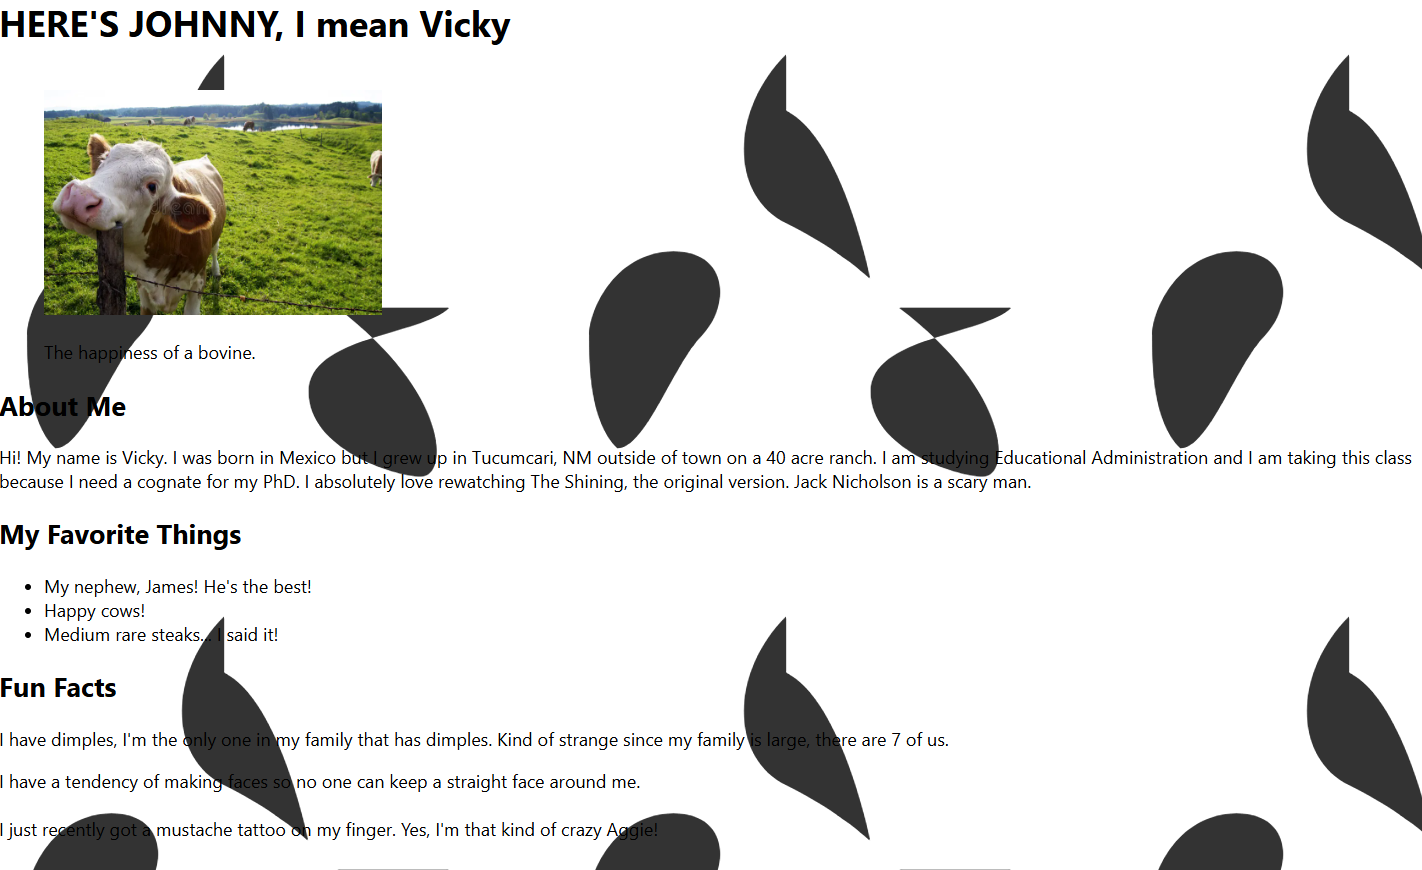 HERE'S JOHNNY, I mean Vicky
The happiness of a bovine.
About Me
Hi! My name is Vicky. I was born in Mexico but I grew up in Tucumcari, NM outside of town on a 40 acre ranch. I am studying Educational Administration and I am taking this class
because I need a cognate for my PhD. I absolutely love rewatching The Shining, the original version. Jack Nicholson is a scary man.
My Favorite Things
• My nephew, James! He's the best!
• Happy cows!
• Medium rare steaks... I said it!
Fun Facts
I have dimples, I'm the only one in my family that has dimples. Kind of strange since my family is large, there are 7 of us.
I have a tendency of making faces so no one can keep a straight face around me.
I just recently got a mustache tattoo on my finger. Yes, I'm that kind of crazy Aggie!